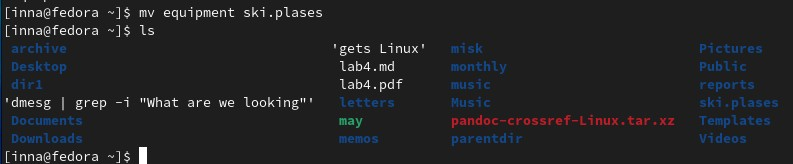 [inna@fedora ~]$ mv equipment ski.plases
[inna@fedora ~]$ ls
archive 'gets Linux' misk Pictures
Desktop lab4.md monthly Public
dir1 lab4.pdf music reports
'dmesg | grep -i "What are we looking"' letters Music ski.plases
Documents may pandoc-crossref-Linux.tar.xz Templates
Downloads memos parentdir Videos
[inna@fedora ~]$